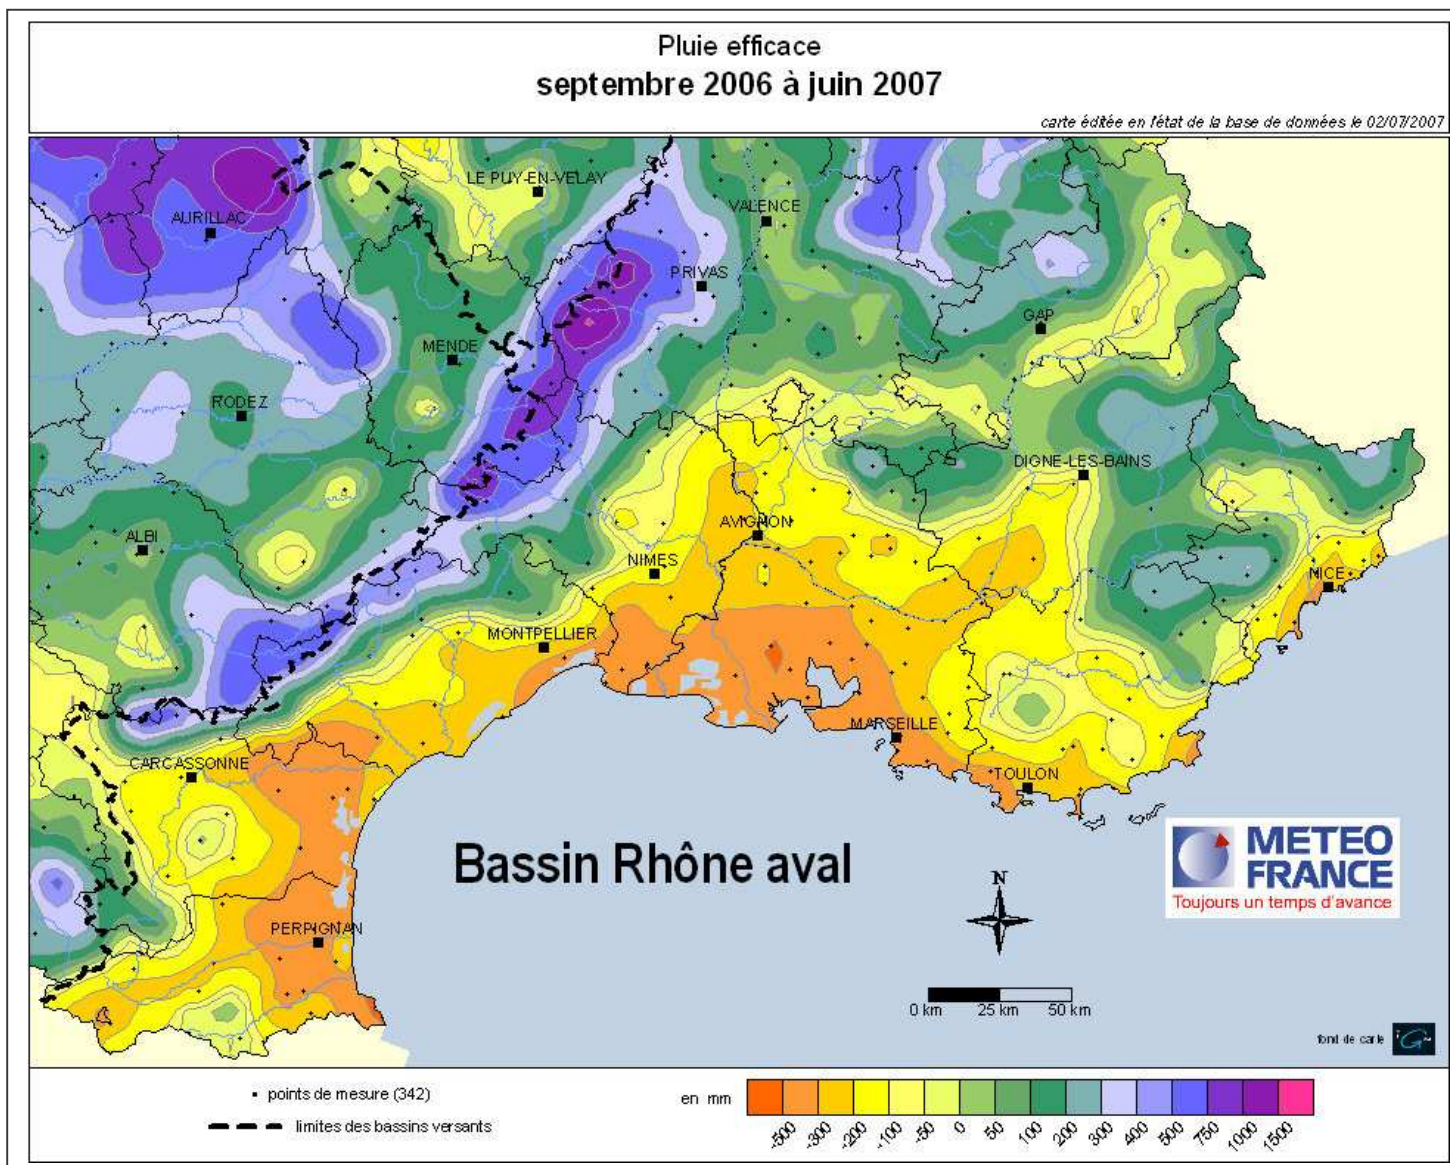 Pluie efficace
septembre 2006 à juin 2007
carte éditée en l'état de la base de données le 02/07/2007
LE PUY-EN-VELAY
AURILLAC
VALENCE
PRIVAS
GAP
MENDE
RODEZ
DIGNE-LES-BAINS
ALBI
AVIGNON
NIMES
NICE
MONTPELLIER
MARSEILLE
CARCASSONNE
TOULON
Bassin Rhône aval
METEO
FRANCE
Toujours un temps d'avance
N
PERPIGNAN
0 km 25 km 50 km
fond de carte
points de mesure (342)
limites des bassins versants
en mm
-500 -300 -200 -100 -50 0 50 100 200 300 400 500 750 1000 1500